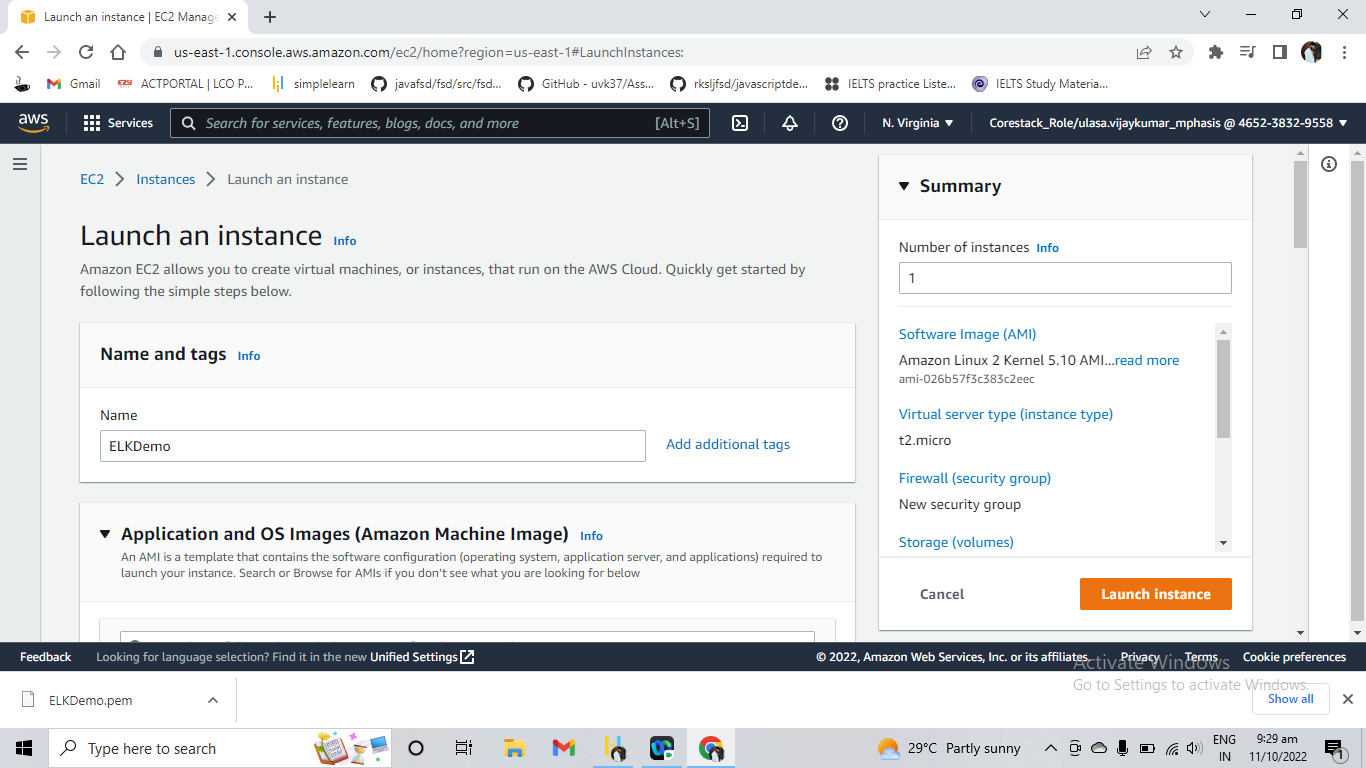 Launch an instance | EC2 Manage
us-east-1.console.aws.amazon.com/ec2/home?region=us-east-1#LaunchInstances:
Gmail
ACTPORTAL | LCO P...
simplelearn
javafsd/fsd/src/fsd...
GitHub - uvk37/Ass...
rksljfsd/javascriptde...
IELTS practice Liste...
IELTS Study Materia...
aws
Services
Search for services, features, blogs, docs, and more
[Alt+S]
N. Virginia
Corestack_Role/ulasa.vijaykumar_mphasis @ 4652-3832-9558
EC2
Instances
Launch an instance
Launch an instance Info
Amazon EC2 allows you to create virtual machines, or instances, that run on the AWS Cloud. Quickly get started by
following the simple steps below.
Name and tags Info
Name
ELKDemo
Add additional tags
Application and OS Images (Amazon Machine Image) Info
An AMI is a template that contains the software configuration (operating system, application server, and applications) required to
launch your instance. Search or Browse for AMIs if you don't see what you are looking for below
Summary
Number of instances Info
1
Software Image (AMI)
Amazon Linux 2 Kernel 5.10 AMI...read more
ami-026b57f3c383c2eec
Virtual server type (instance type)
t2.micro
Firewall (security group)
New security group
Storage (volumes)
Cancel
Launch instance
Feedback
Looking for language selection? Find it in the new Unified Settings
© 2022, Amazon Web Services, Inc. or its affiliates.
Privacy
Terms
Cookie preferences
Activate Windows
Go to Settings to activate Windows.
ELKDemo.pem
Show all
Type here to search
29°C Partly sunny
ENG
IN
9:29 am
11/10/2022
1